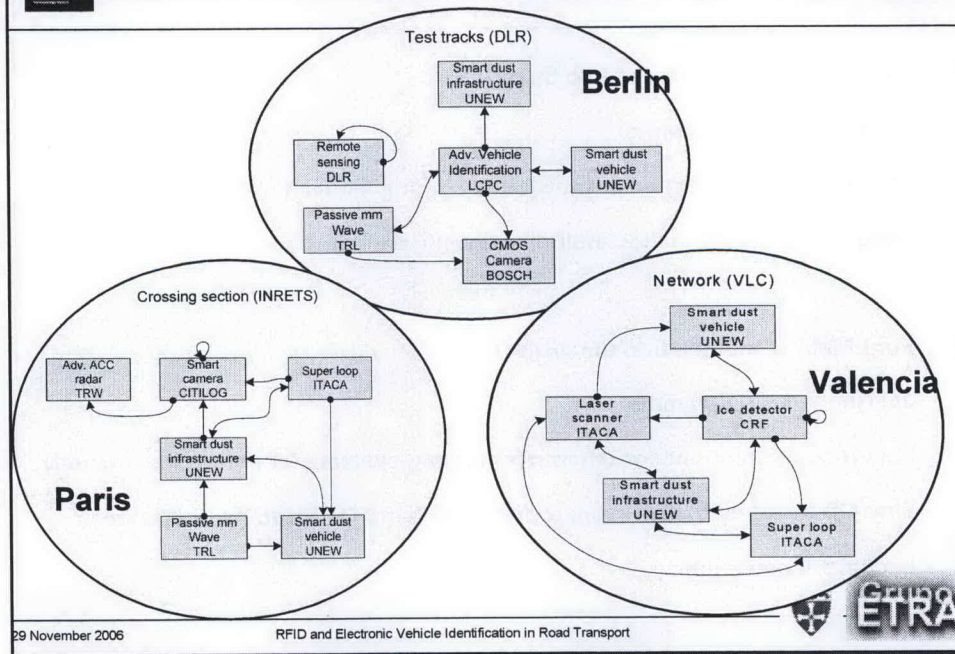 Test tracks (DLR)
Berlin
Smart dust
infrastructure
UNEW
Remote
sensing
DLR
Adv. Vehicle
Identification
LCPC
Smart dust
vehicle
UNEW
Passive mm
Wave
TRL
CMOS
Camera
BOSCH
Crossing section (INRETS)
Adv. ACC
radar
TRW
Smart
camera
CITILOG
Super loop
ITACA
Smart dust
infrastructure
UNEW
Paris
Passive mm
Wave
TRL
Smart dust
vehicle
UNEW
Network (VLC)
Smart dust
vehicle
UNEW
Valencia
Laser
scanner
ITACA
Ice detector
CRF
Smart dust
infrastructure
UNEW
Super loop
ITACA
29 November 2006
RFID and Electronic Vehicle Identification in Road Transport
Grupo
ETRA